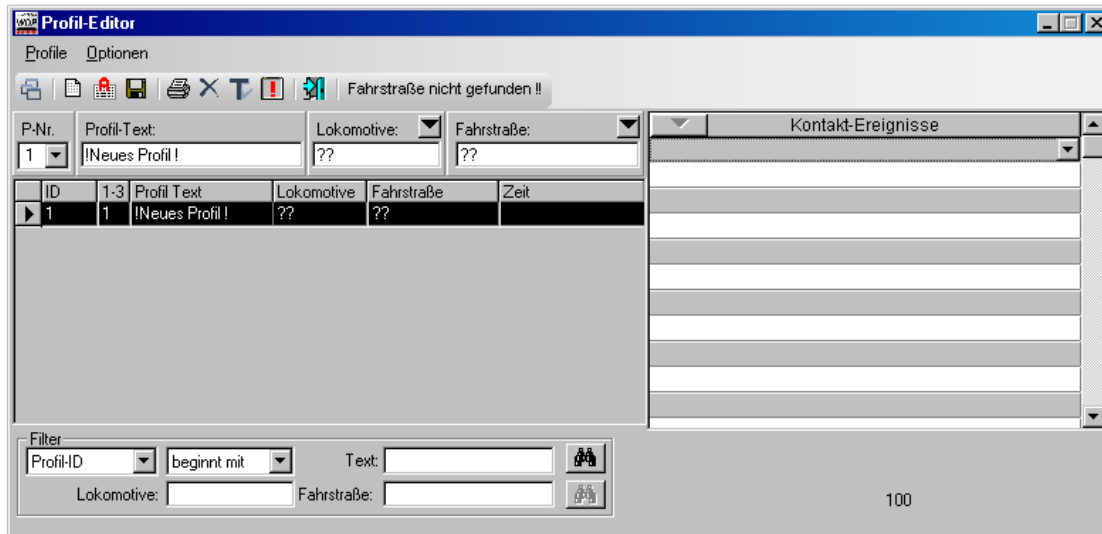 Profil-Editor
Profile Optionen
Fahrstraße nicht gefunden !!
P-Nr. Profil-Text: Lokomotive: Fahrstraße:
1 !Neues Profil ! ?? ??
ID 1-3 Profil Text Lokomotive Fahrstraße Zeit
1 1 !Neues Profil ! ?? ??
Kontakt-Ereignisse
Filter
Profil-ID beginnt mit Text:
Lokomotive: Fahrstraße:
100